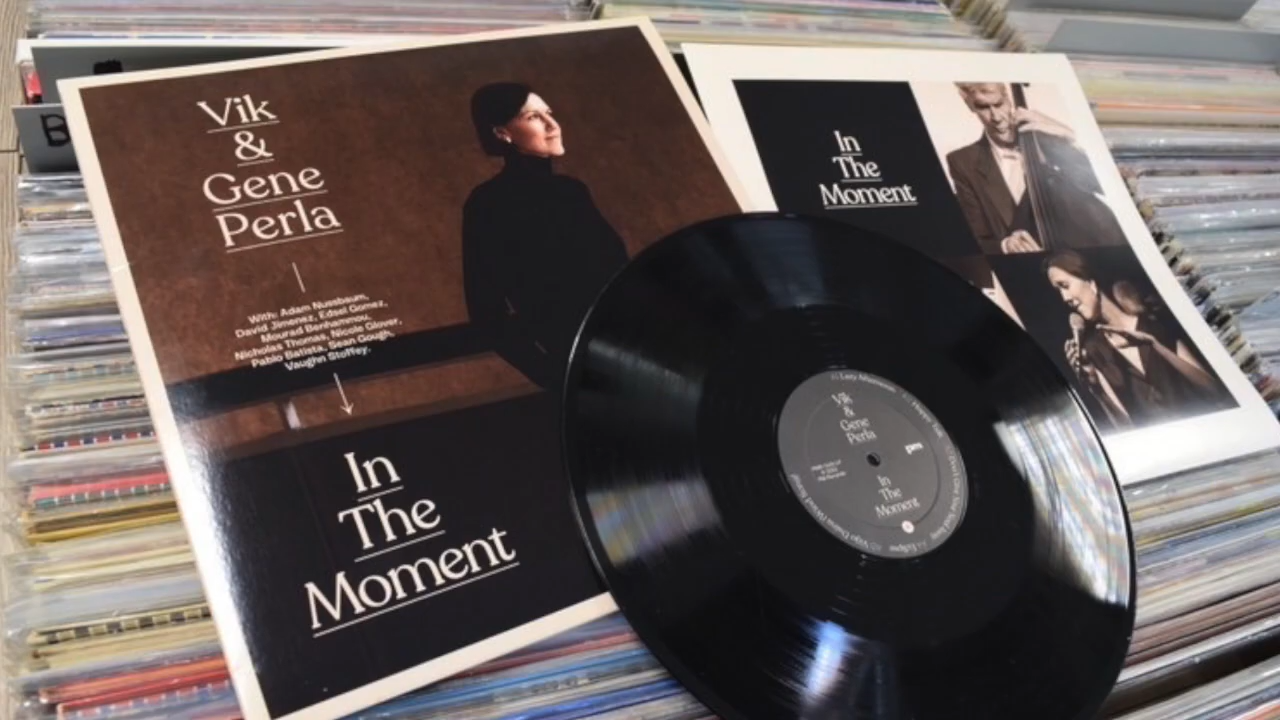 B
Vik
&
Gene
Perla
With: Adam Nussbaum,
David Jimenez, Edsel Gomez,
Mourad Benhammou,
Nicholas Thomas, Nicole Glover,
Pablo Batista, Sean Gough,
Vaughn Stoffey.
In
The
Moment
In
The
Moment
Vik
&
Gene
Perla
pm
In
The
Moment